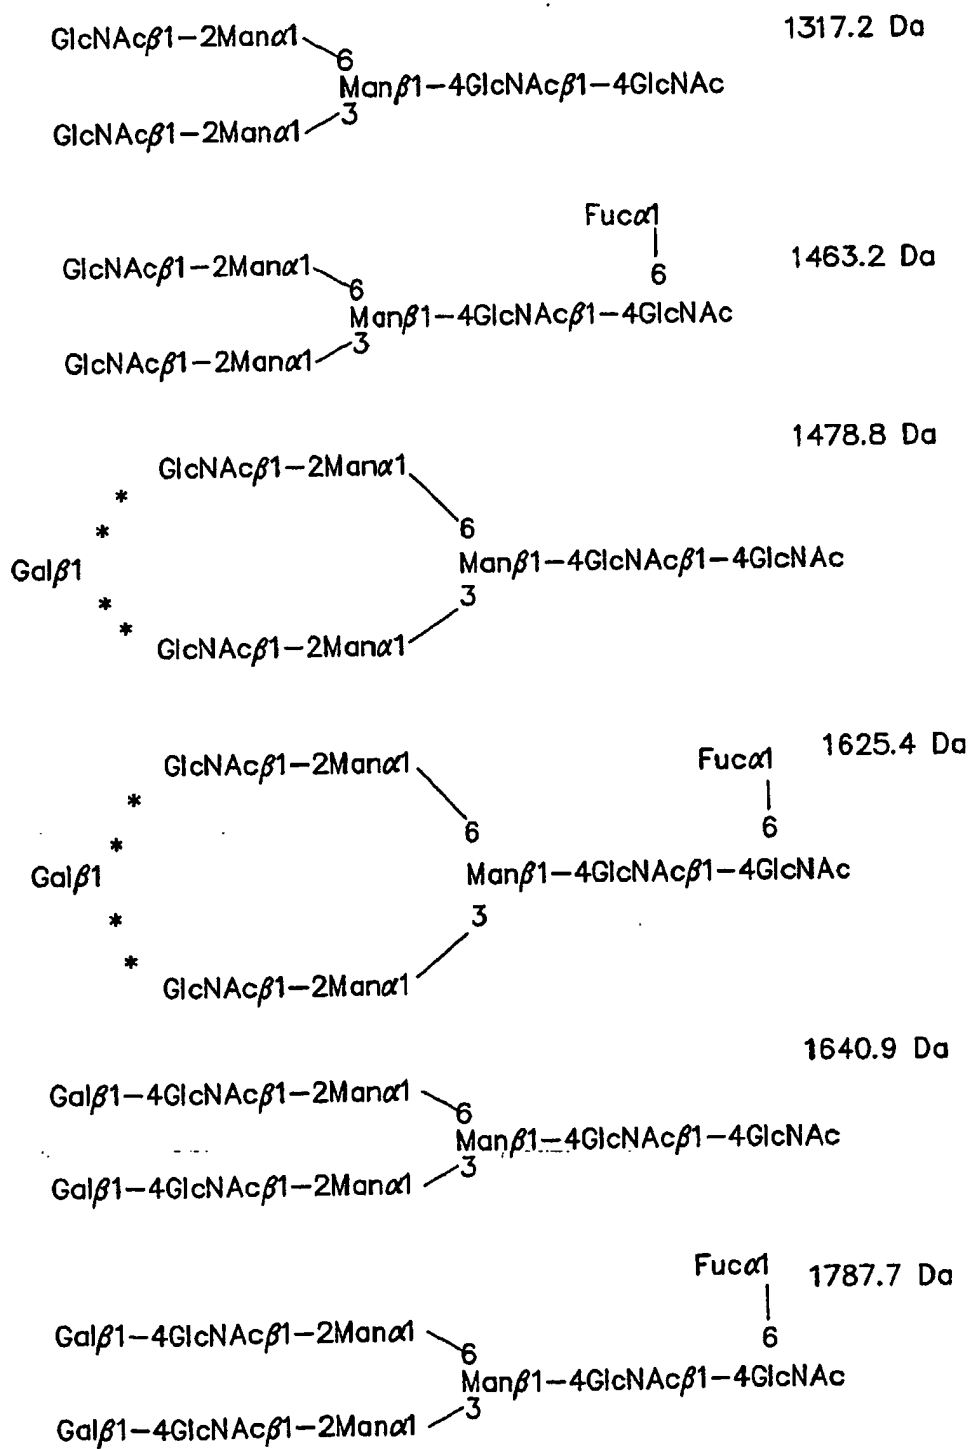 1317.2 Da
GlcNAcβ1–2Manα1
6
Manβ1–4GlcNAcβ1–4GlcNAc
3
GlcNAcβ1–2Manα1
Fucα1
1463.2 Da
GlcNAcβ1–2Manα1
6
6
Manβ1–4GlcNAcβ1–4GlcNAc
3
GlcNAcβ1–2Manα1
1478.8 Da
GlcNAcβ1–2Manα1
*
*
6
Galβ1
Manβ1–4GlcNAcβ1–4GlcNAc
*
3
*
GlcNAcβ1–2Manα1
1625.4 Da
Fucα1
GlcNAcβ1–2Manα1
*
6
6
*
Galβ1
Manβ1–4GlcNAcβ1–4GlcNAc
*
3
*
GlcNAcβ1–2Manα1
1640.9 Da
Galβ1–4GlcNAcβ1–2Manα1
6
Manβ1–4GlcNAcβ1–4GlcNAc
3
Galβ1–4GlcNAcβ1–2Manα1
Fucα1
1787.7 Da
Galβ1–4GlcNAcβ1–2Manα1
6
6
Manβ1–4GlcNAcβ1–4GlcNAc
3
Galβ1–4GlcNAcβ1–2Manα1